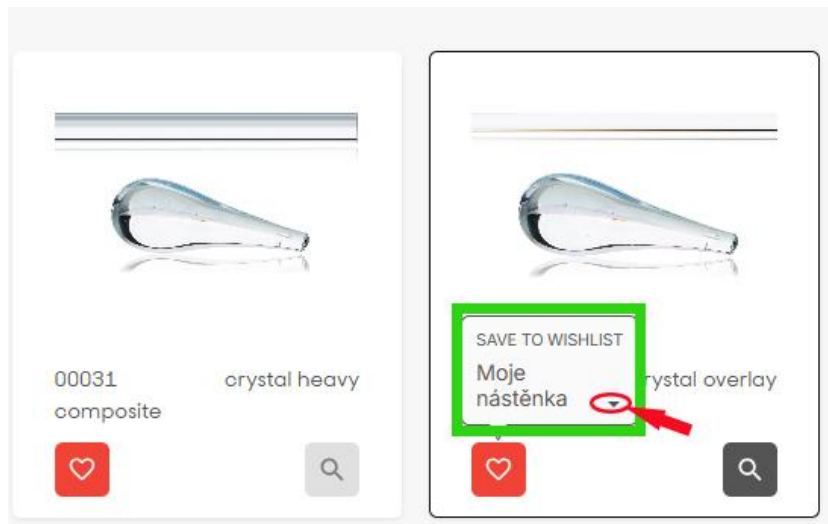 00031 crystal heavy
composite
SAVE TO WISHLIST
Moje
nástěnka
rystal overlay